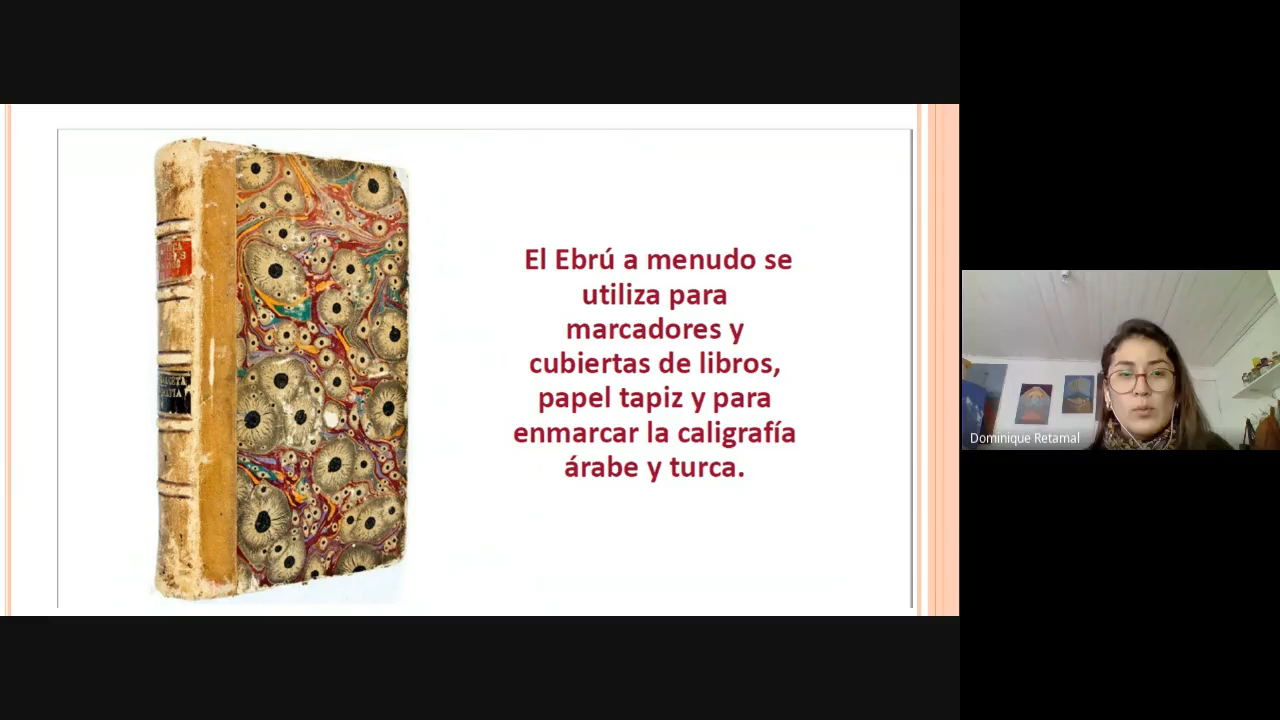 El Ebrú a menudo se
utiliza para
marcadores y
cubiertas de libros,
papel tapiz y para
enmarcar la caligrafía
árabe y turca.
Dominique Retamal